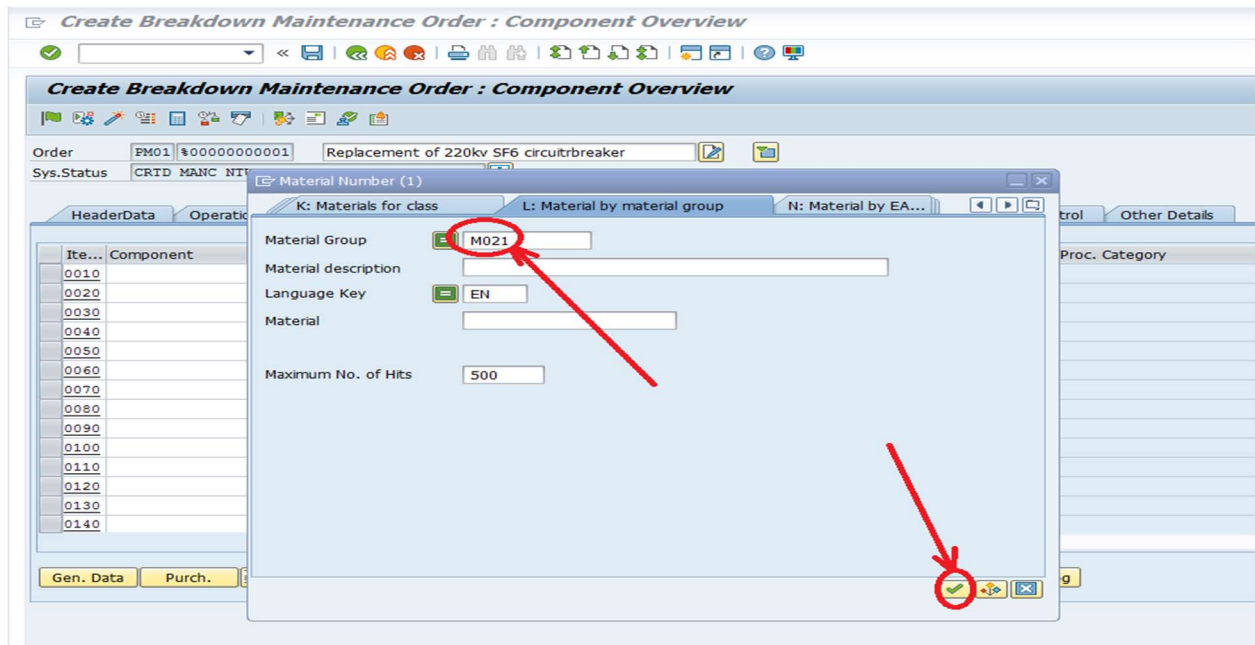 Create Breakdown Maintenance Order : Component Overview
Create Breakdown Maintenance Order : Component Overview
Order PM01 %00000000001 Replacement of 220kv SF6 circuitrbreaker
Sys.Status CRTD MANC
Material Number (1)
K: Materials for class L: Material by material group N: Material by EA...
HeaderData Other Details
Material Group M021
Ite... Component Proc. Category
Material description
0010
0020 Language Key EN
0030 Material
0040
0050
0060 Maximum No. of Hits 500
0070
0080
0090
0100
0110
0120
0130
0140
Gen. Data Purch.